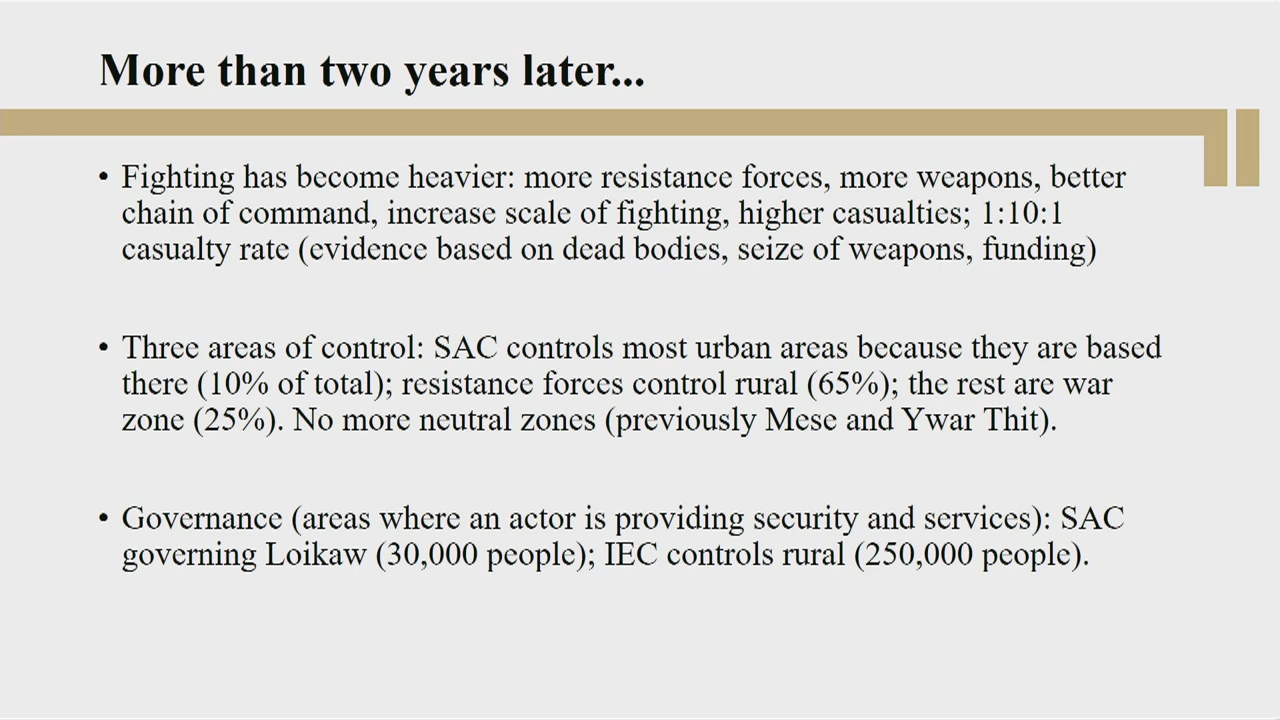 More than two years later...
• Fighting has become heavier: more resistance forces, more weapons, better
chain of command, increase scale of fighting, higher casualties; 1:10:1
casualty rate (evidence based on dead bodies, seize of weapons, funding)
• Three areas of control: SAC controls most urban areas because they are based
there (10% of total); resistance forces control rural (65%); the rest are war
zone (25%). No more neutral zones (previously Mese and Ywar Thit).
• Governance (areas where an actor is providing security and services): SAC
governing Loikaw (30,000 people); IEC controls rural (250,000 people).